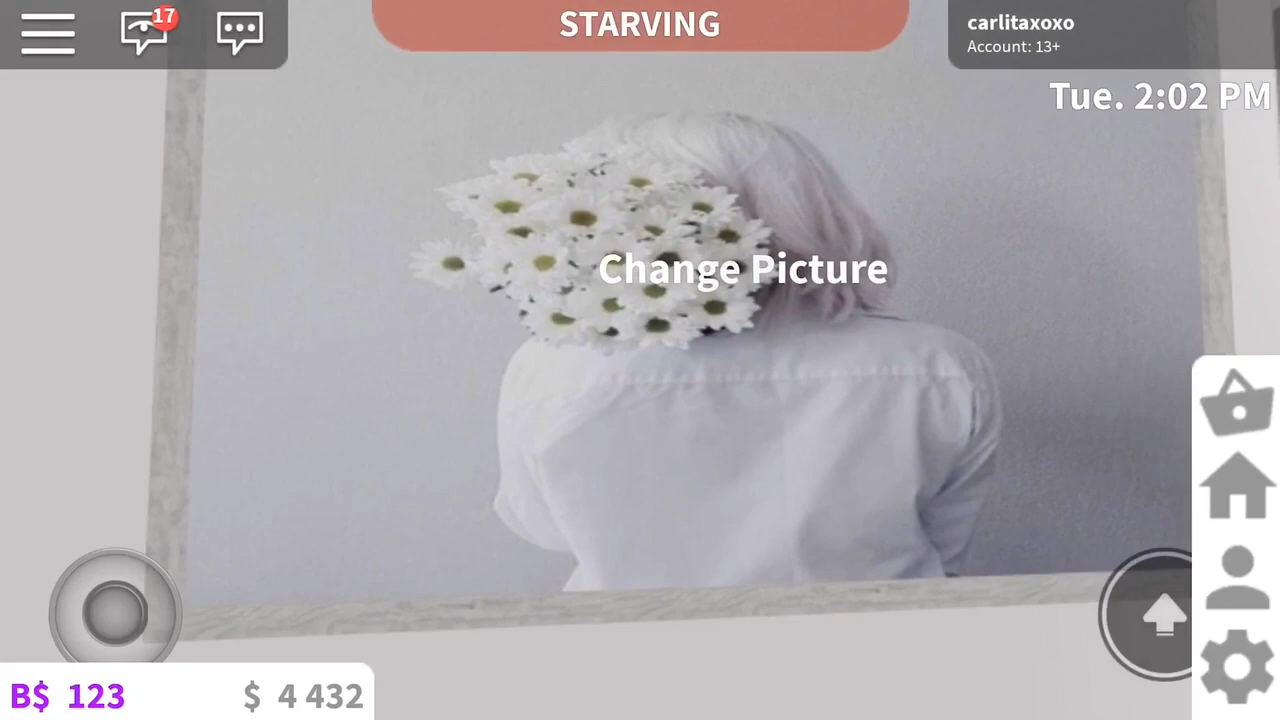 17
STARVING
carlitaxoxo
Account: 13+
Tue. 2:02 PM
Change Picture
B$ 123
$ 4 432